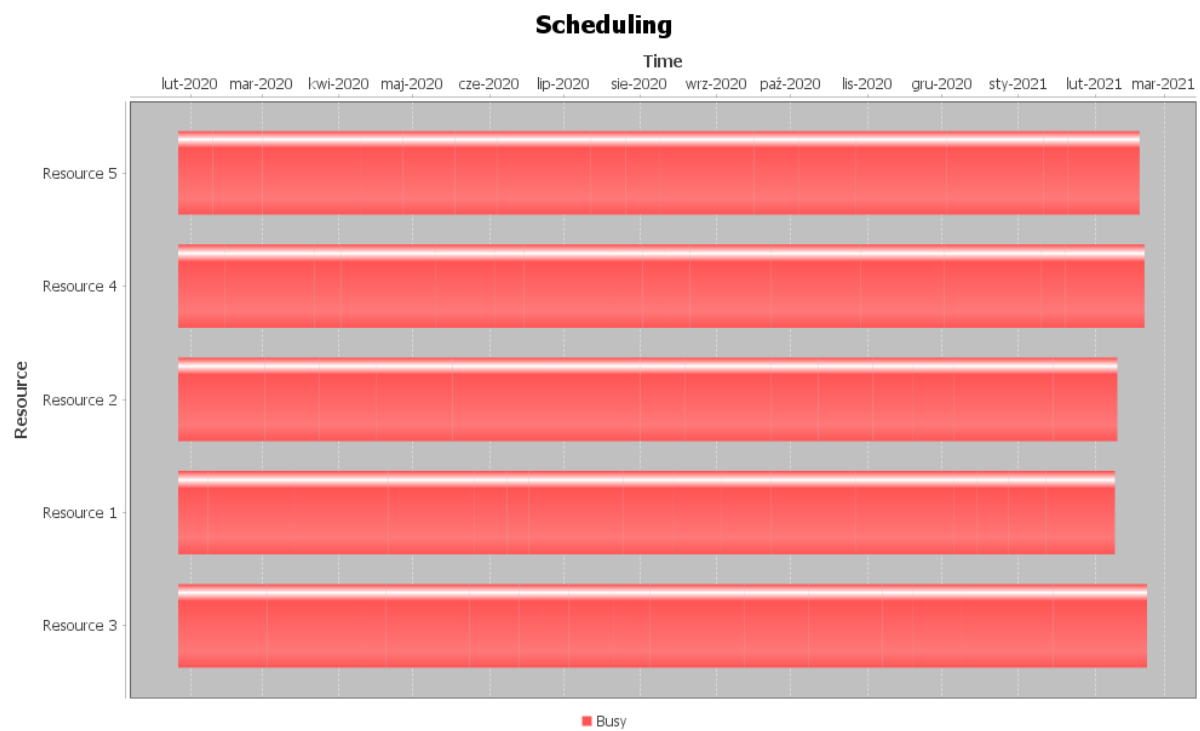 Scheduling
Time
lut-2020 mar-2020 kwi-2020 maj-2020 cze-2020 lip-2020 sie-2020 wrz-2020 paź-2020 lis-2020 gru-2020 sty-2021 lut-2021 mar-2021
Resource
Resource 5
Resource 4
Resource 2
Resource 1
Resource 3
Busy